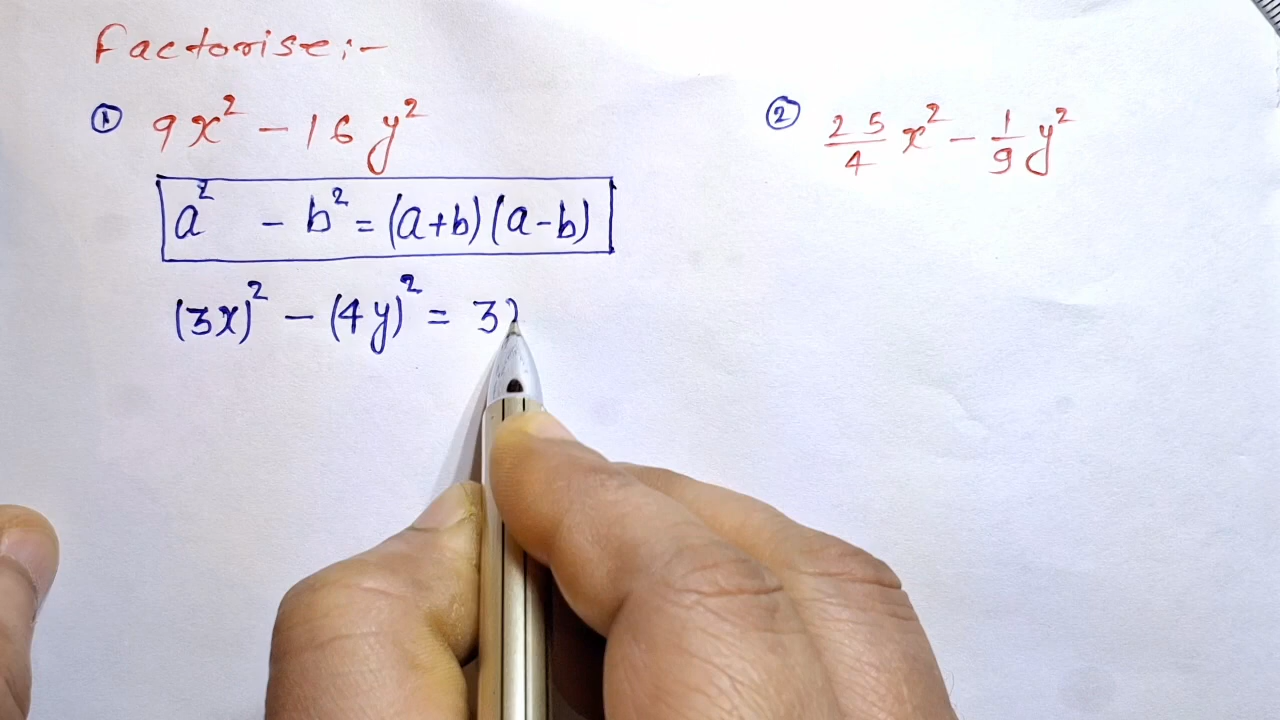 Factorise:-
① 9x² - 16y²
a² - b² = (a+b)(a-b)
(3x)² - (4y)² = 3
② 25/4 x² - 1/9 y²